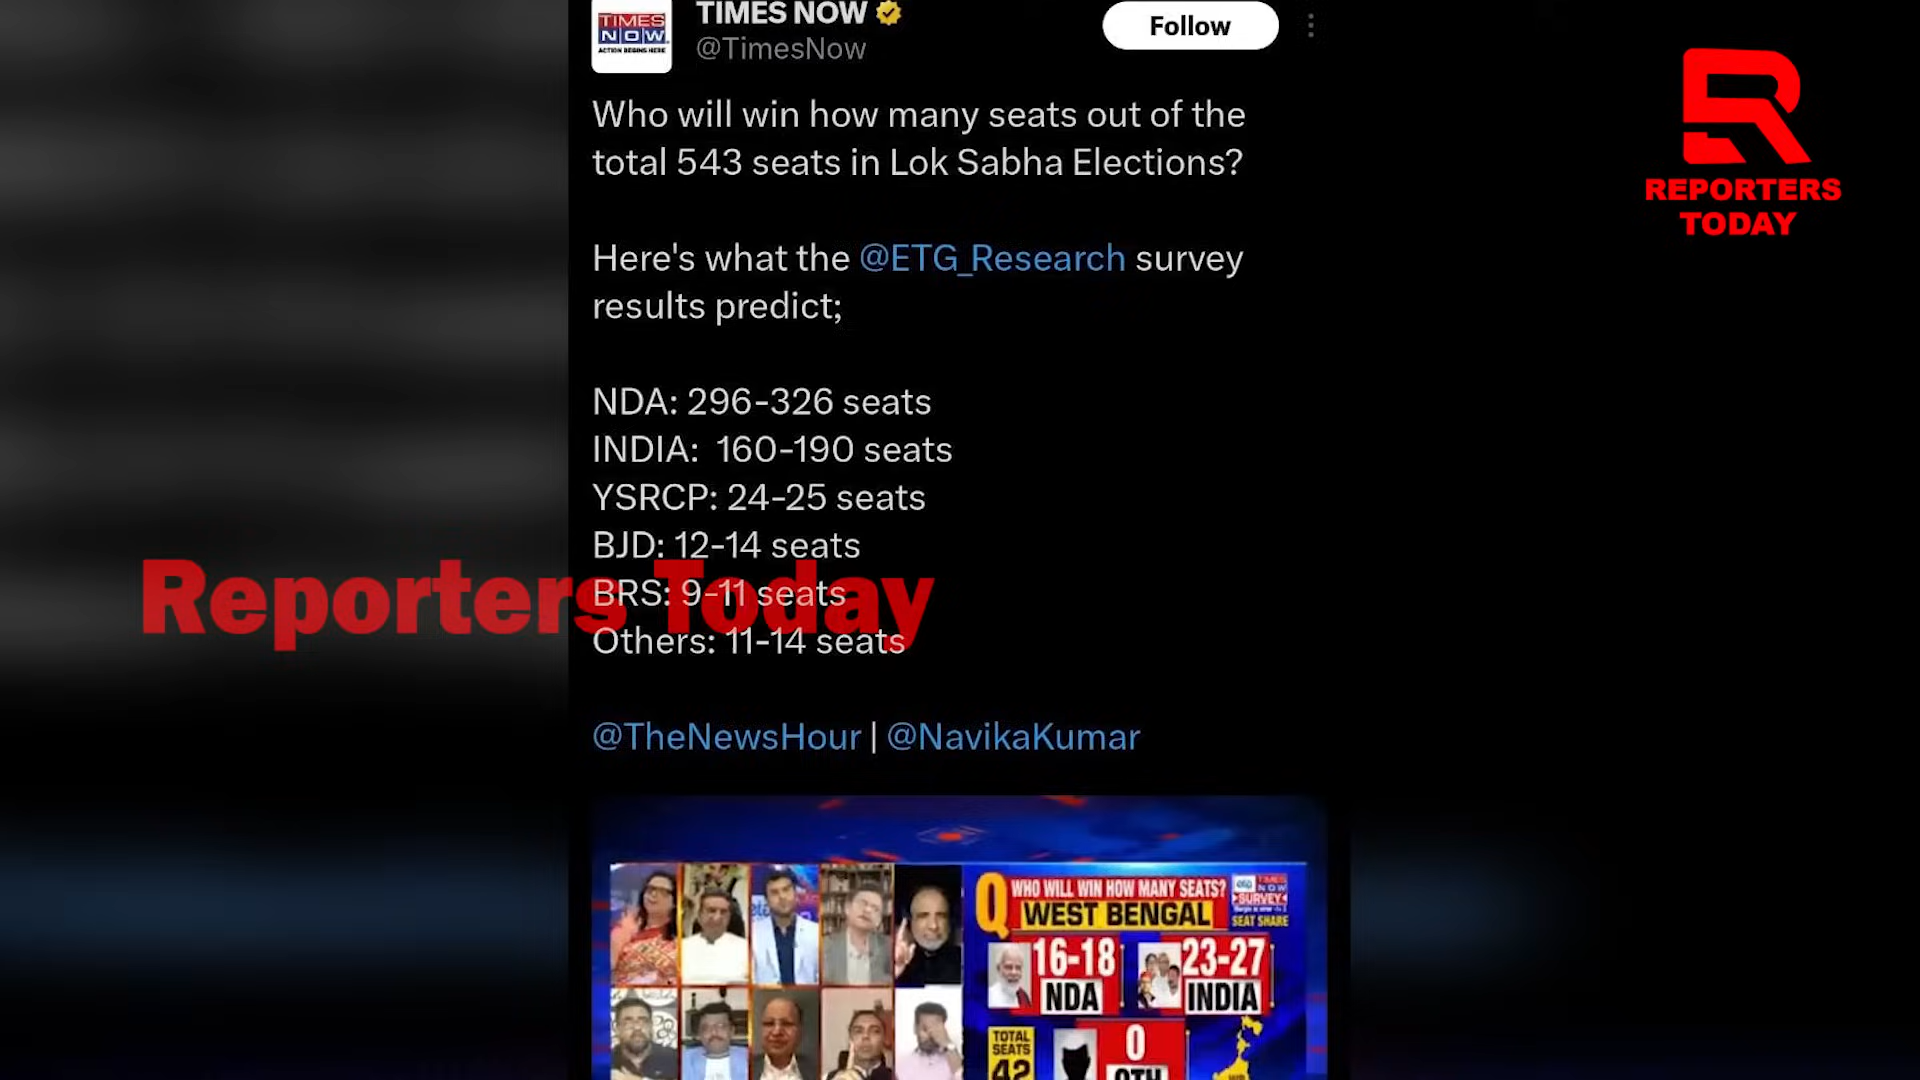 TIMES NOW
@TimesNow
Follow
TIMES
NOW
ACTION BEGINS HERE
Who will win how many seats out of the
total 543 seats in Lok Sabha Elections?
Here's what the @ETG_Research survey
results predict;
NDA: 296-326 seats
INDIA: 160-190 seats
YSRCP: 24-25 seats
BJD: 12-14 seats
BRS: 9-11 seats
Others: 11-14 seats
@TheNewsHour | @NavikaKumar
REPORTERS
TODAY
Reporters Today
Q WHO WILL WIN HOW MANY SEATS?
WEST BENGAL
TIMES
NOW
SURVEY
SEAT SHARE
16-18
NDA
23-27
INDIA
TOTAL
SEATS
42
0
OTH